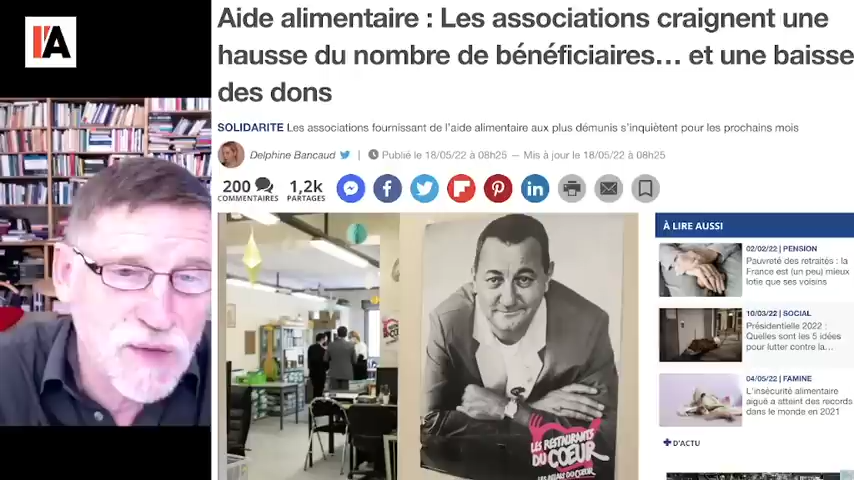 I'A
Aide alimentaire : Les associations craignent une
hausse du nombre de bénéficiaires… et une baisse
des dons
SOLIDARITE Les associations fournissant de l'aide alimentaire aux plus démunis s'inquiètent pour les prochains mois
Delphine Bancaud | Publié le 18/05/22 à 08h25 — Mis à jour le 18/05/22 à 08h25
200
COMMENTAIRES
1,2k
PARTAGES
À LIRE AUSSI
02/02/22 | PENSION
Pauvreté des retraités : la
France est (un peu) mieux
lotie que ses voisins
10/03/22 | SOCIAL
Présidentielle 2022 :
Quelles sont les 5 idées
pour lutter contre la…
04/05/22 | FAMINE
L'insécurité alimentaire
aiguë a atteint des records
dans le monde en 2021
+ D'ACTU
LES RESTAURANTS
DU COEUR
LES RELAIS DU COEUR